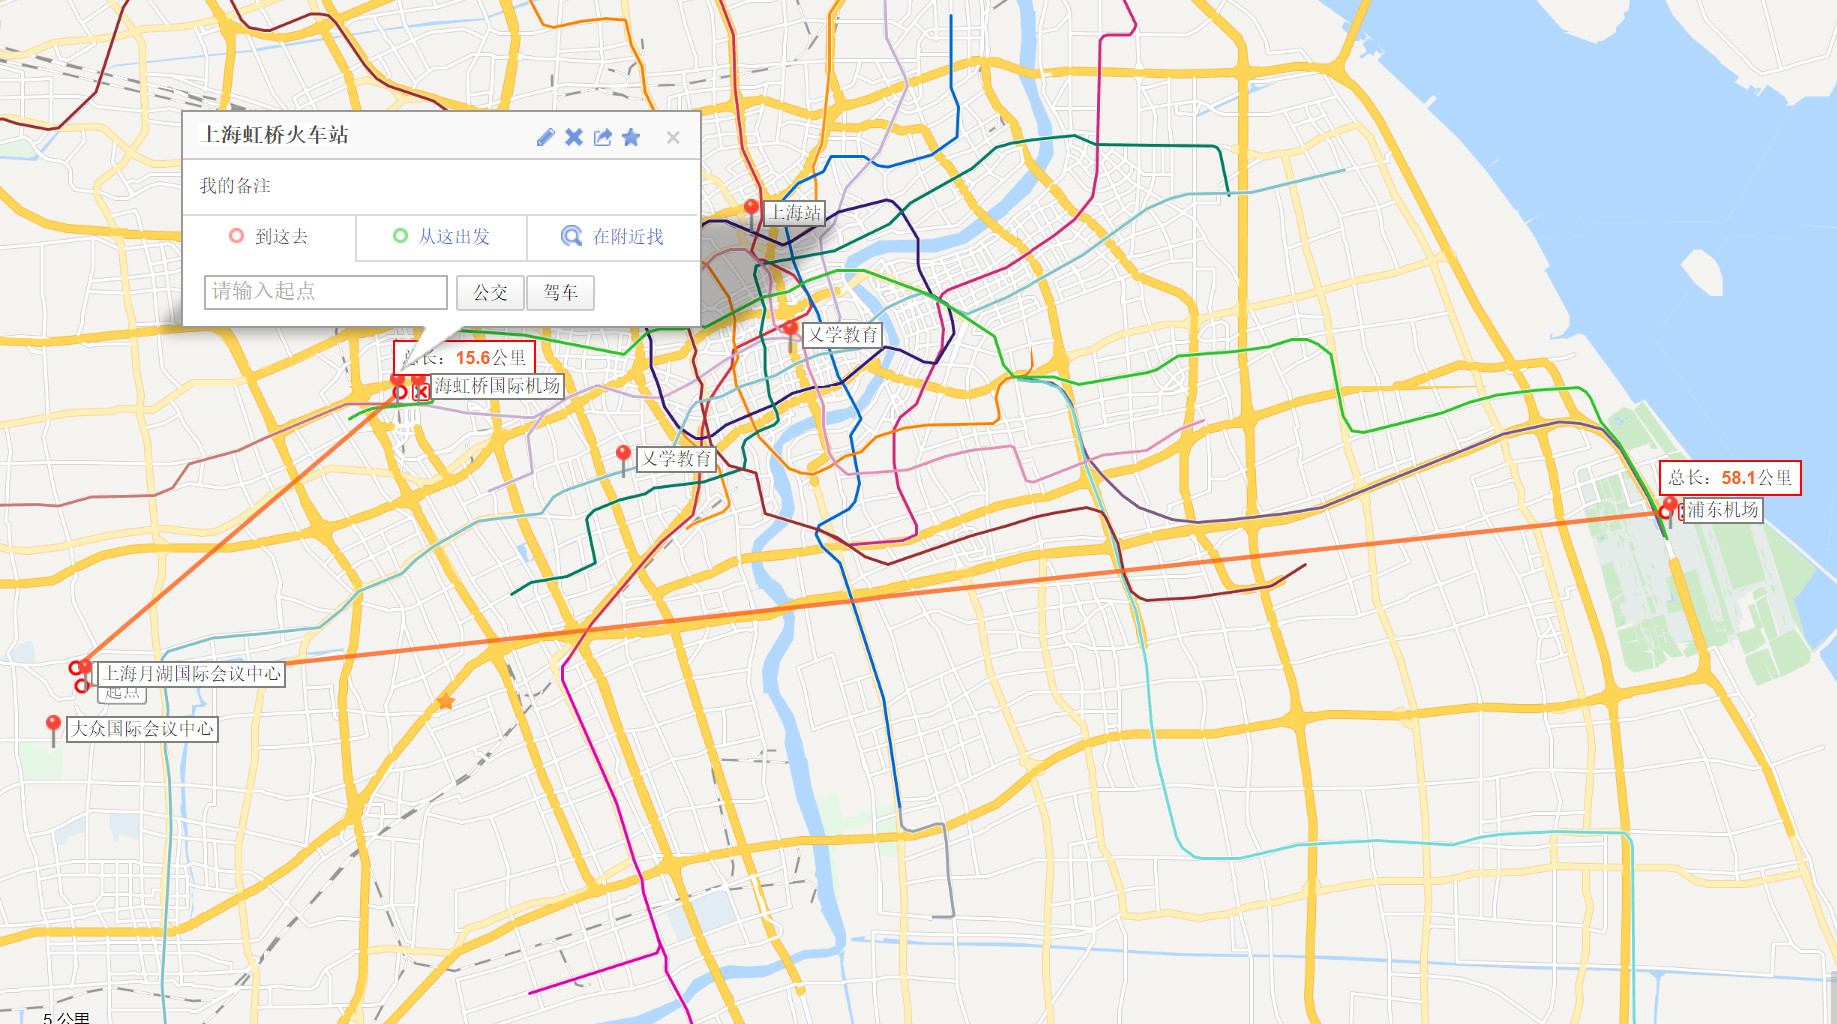 上海虹桥火车站
我的备注
到这去
从这出发
在附近找
请输入起点
公交
驾车
上海站
乂学教育
总长：15.6公里
海虹桥国际机场
乂学教育
总长：58.1公里
浦东机场
上海月湖国际会议中心
起点
大众国际会议中心
5 公里